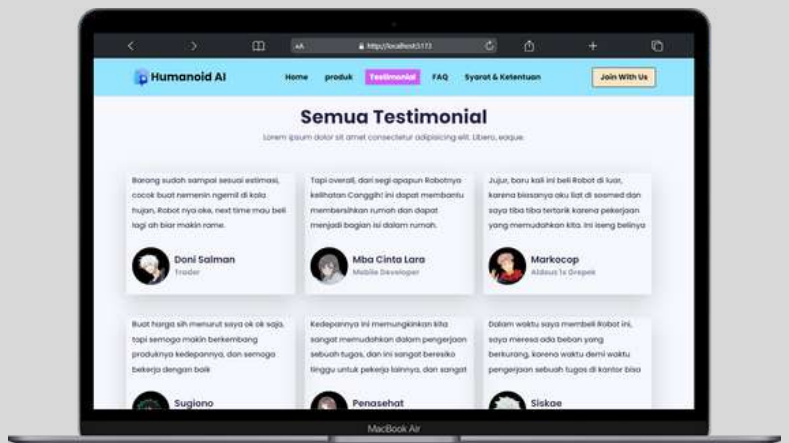 AA http://localhost:5173
Humanoid AI Home produk Testimonial FAQ Syarat & Ketentuan Join With Us
Semua Testimonial
Lorem ipsum dolor sit amet consectetur adipisicing elit. Libero, eaque.
Barang sudah sampai sesuai estimasi,
cocok buat nemenin ngemil di kala
hujan, Robot nya oke, next time mau beli
lagi ah biar makin rame.
Doni Salman
Trader
Tapi overall, dari segi apapun Robotnya
kelihatan Canggih! ini dapat membantu
membersihkan rumah dan dapat
menjadi bagian isi dalam rumah.
Mba Cinta Lara
Mobile Developer
Jujur, baru kali ini beli Robot di luar,
karena biasanya aku liat di sosmed dan
saya tiba tiba tertarik karena pekerjaan
yang memudahkan kita. Ini iseng belinya
Markocop
Aldous 1x Grepek
Buat harga sih menurut saya ok ok saja,
tapi semoga makin berkembang
produknya kedepannya, dan semoga
bekerja dengan baik
Sugiono
Kedepannya ini memungkinkan kita
sangat memudahkan dalam pengerjaan
sebuah tugas, dan ini sangat beresiko
tinggu untuk pekerja lainnya, dan sangat
Penasehat
Dalam waktu saya membeli Robot ini,
saya meresa ada beban yang
berkurang, karena waktu demi waktu
pengerjaan sebuah tugas di kantor bisa
Siskae
MacBook Air